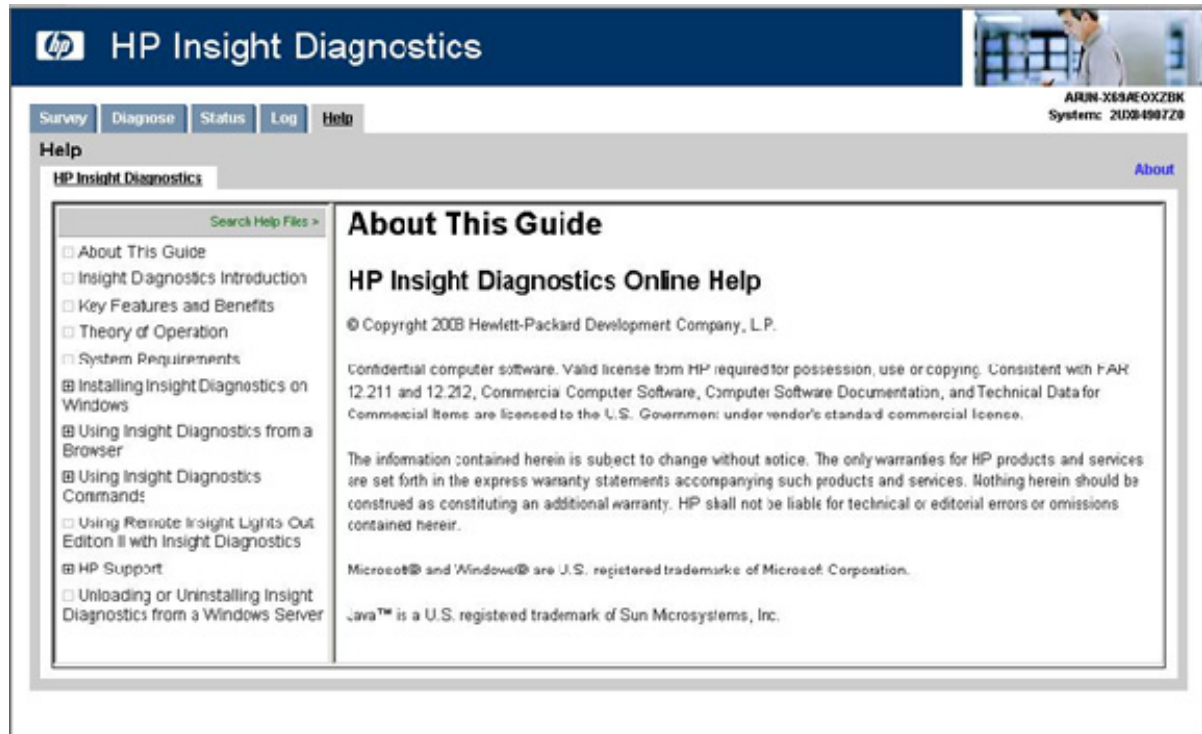 hp
HP Insight Diagnostics
Survey
Diagnose
Status
Log
Help
System:
Help
HP Insight Diagnostics
About
Search Help Files >
About This Guide
Insight Diagnostics Introduction
Key Features and Benefits
Theory of Operation
System Requirements
Installing Insight Diagnostics on
Windows
Using Insight Diagnostics from a
Browser
Using Insight Diagnostics
Commands
Using Remote Insight Lights Out
Edition II with Insight Diagnostics
HP Support
Unloading or Uninstalling Insight
Diagnostics from a Windows Server
About This Guide
HP Insight Diagnostics Online Help
© Copyright 2008 Hewlett-Packard Development Company, L.P.
Confidential computer software. Valid license from HP required for possession, use or copying. Consistent with FAR
12.211 and 12.212, Commercial Computer Software, Computer Software Documentation, and Technical Data for
Commercial Items are licensed to the U.S. Government under vendor's standard commercial license.
The information contained herein is subject to change without notice. The only warranties for HP products and services
are set forth in the express warranty statements accompanying such products and services. Nothing herein should be
construed as constituting an additional warranty. HP shall not be liable for technical or editorial errors or omissions
contained herein.
Microsoft® and Windows® are U.S. registered trademarks of Microsoft Corporation.
Java™ is a U.S. registered trademark of Sun Microsystems, Inc.